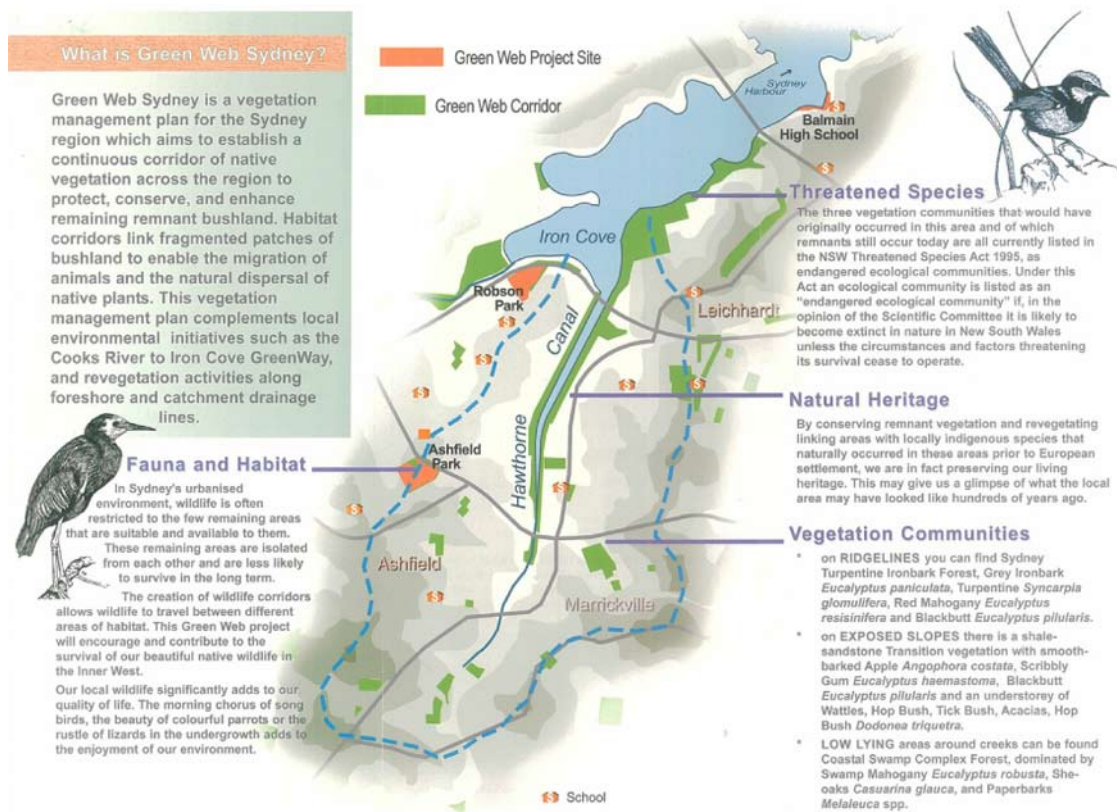 What is Green Web Sydney?
Green Web Sydney is a vegetation
management plan for the Sydney
region which aims to establish a
continuous corridor of native
vegetation across the region to
protect, conserve, and enhance
remaining remnant bushland. Habitat
corridors link fragmented patches of
bushland to enable the migration of
animals and the natural dispersal of
native plants. This vegetation
management plan complements local
environmental initiatives such as the
Cooks River to Iron Cove GreenWay,
and revegetation activities along
foreshore and catchment drainage
lines.
Fauna and Habitat
In Sydney's urbanised
environment, wildlife is often
restricted to the few remaining areas
that are suitable and available to them.
These remaining areas are isolated
from each other and are less likely
to survive in the long term.
The creation of wildlife corridors
allows wildlife to travel between different
areas of habitat. This Green Web project
will encourage and contribute to the
survival of our beautiful native wildlife in
the Inner West.
Our local wildlife significantly adds to our
quality of life. The morning chorus of song
birds, the beauty of colourful parrots or the
rustle of lizards in the undergrowth adds to
the enjoyment of our environment.
Green Web Project Site
Green Web Corridor
Sydney
Harbour
Balmain
High School
Iron Cove
Robson
Park
Leichhardt
Canal
Hawthorne
Ashfield
Park
Ashfield
Marrickville
S School
Threatened Species
The three vegetation communities that would have
originally occurred in this area and of which
remnants still occur today are all currently listed in
the NSW Threatened Species Act 1995, as
endangered ecological communities. Under this
Act an ecological community is listed as an
"endangered ecological community" if, in the
opinion of the Scientific Committee it is likely to
become extinct in nature in New South Wales
unless the circumstances and factors threatening
its survival cease to operate.
Natural Heritage
By conserving remnant vegetation and revegetating
linking areas with locally indigenous species that
naturally occurred in these areas prior to European
settlement, we are in fact preserving our living
heritage. This may give us a glimpse of what the local
area may have looked like hundreds of years ago.
Vegetation Communities
* on RIDGELINES you can find Sydney
Turpentine Ironbark Forest, Grey Ironbark
Eucalyptus paniculata, Turpentine Syncarpia
glomulifera, Red Mahogany Eucalyptus
resisinifera and Blackbutt Eucalyptus pilularis.
* on EXPOSED SLOPES there is a shale-
sandstone Transition vegetation with smooth-
barked Apple Angophora costata, Scribbly
Gum Eucalyptus haemastoma, Blackbutt
Eucalyptus pilularis and an understorey of
Wattles, Hop Bush, Tick Bush, Acacias, Hop
Bush Dodonea triquetra.
* LOW LYING areas around creeks can be found
Coastal Swamp Complex Forest, dominated by
Swamp Mahogany Eucalyptus robusta, She-
oaks Casuarina glauca, and Paperbarks
Melaleuca spp.